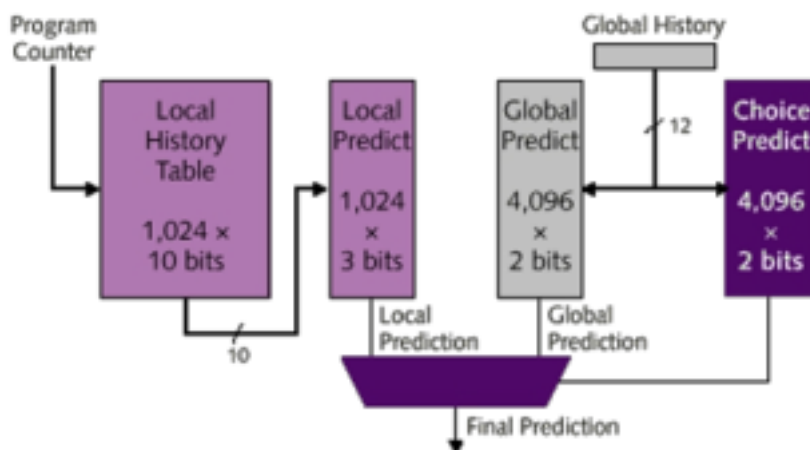 Program
Counter
Global History
Local
History
Table
1,024 ×
10 bits
Local
Predict
1,024
×
3 bits
Global
Predict
4,096
×
2 bits
12
Choice
Predict
4,096
×
2 bits
10
Local
Prediction
Global
Prediction
Final Prediction